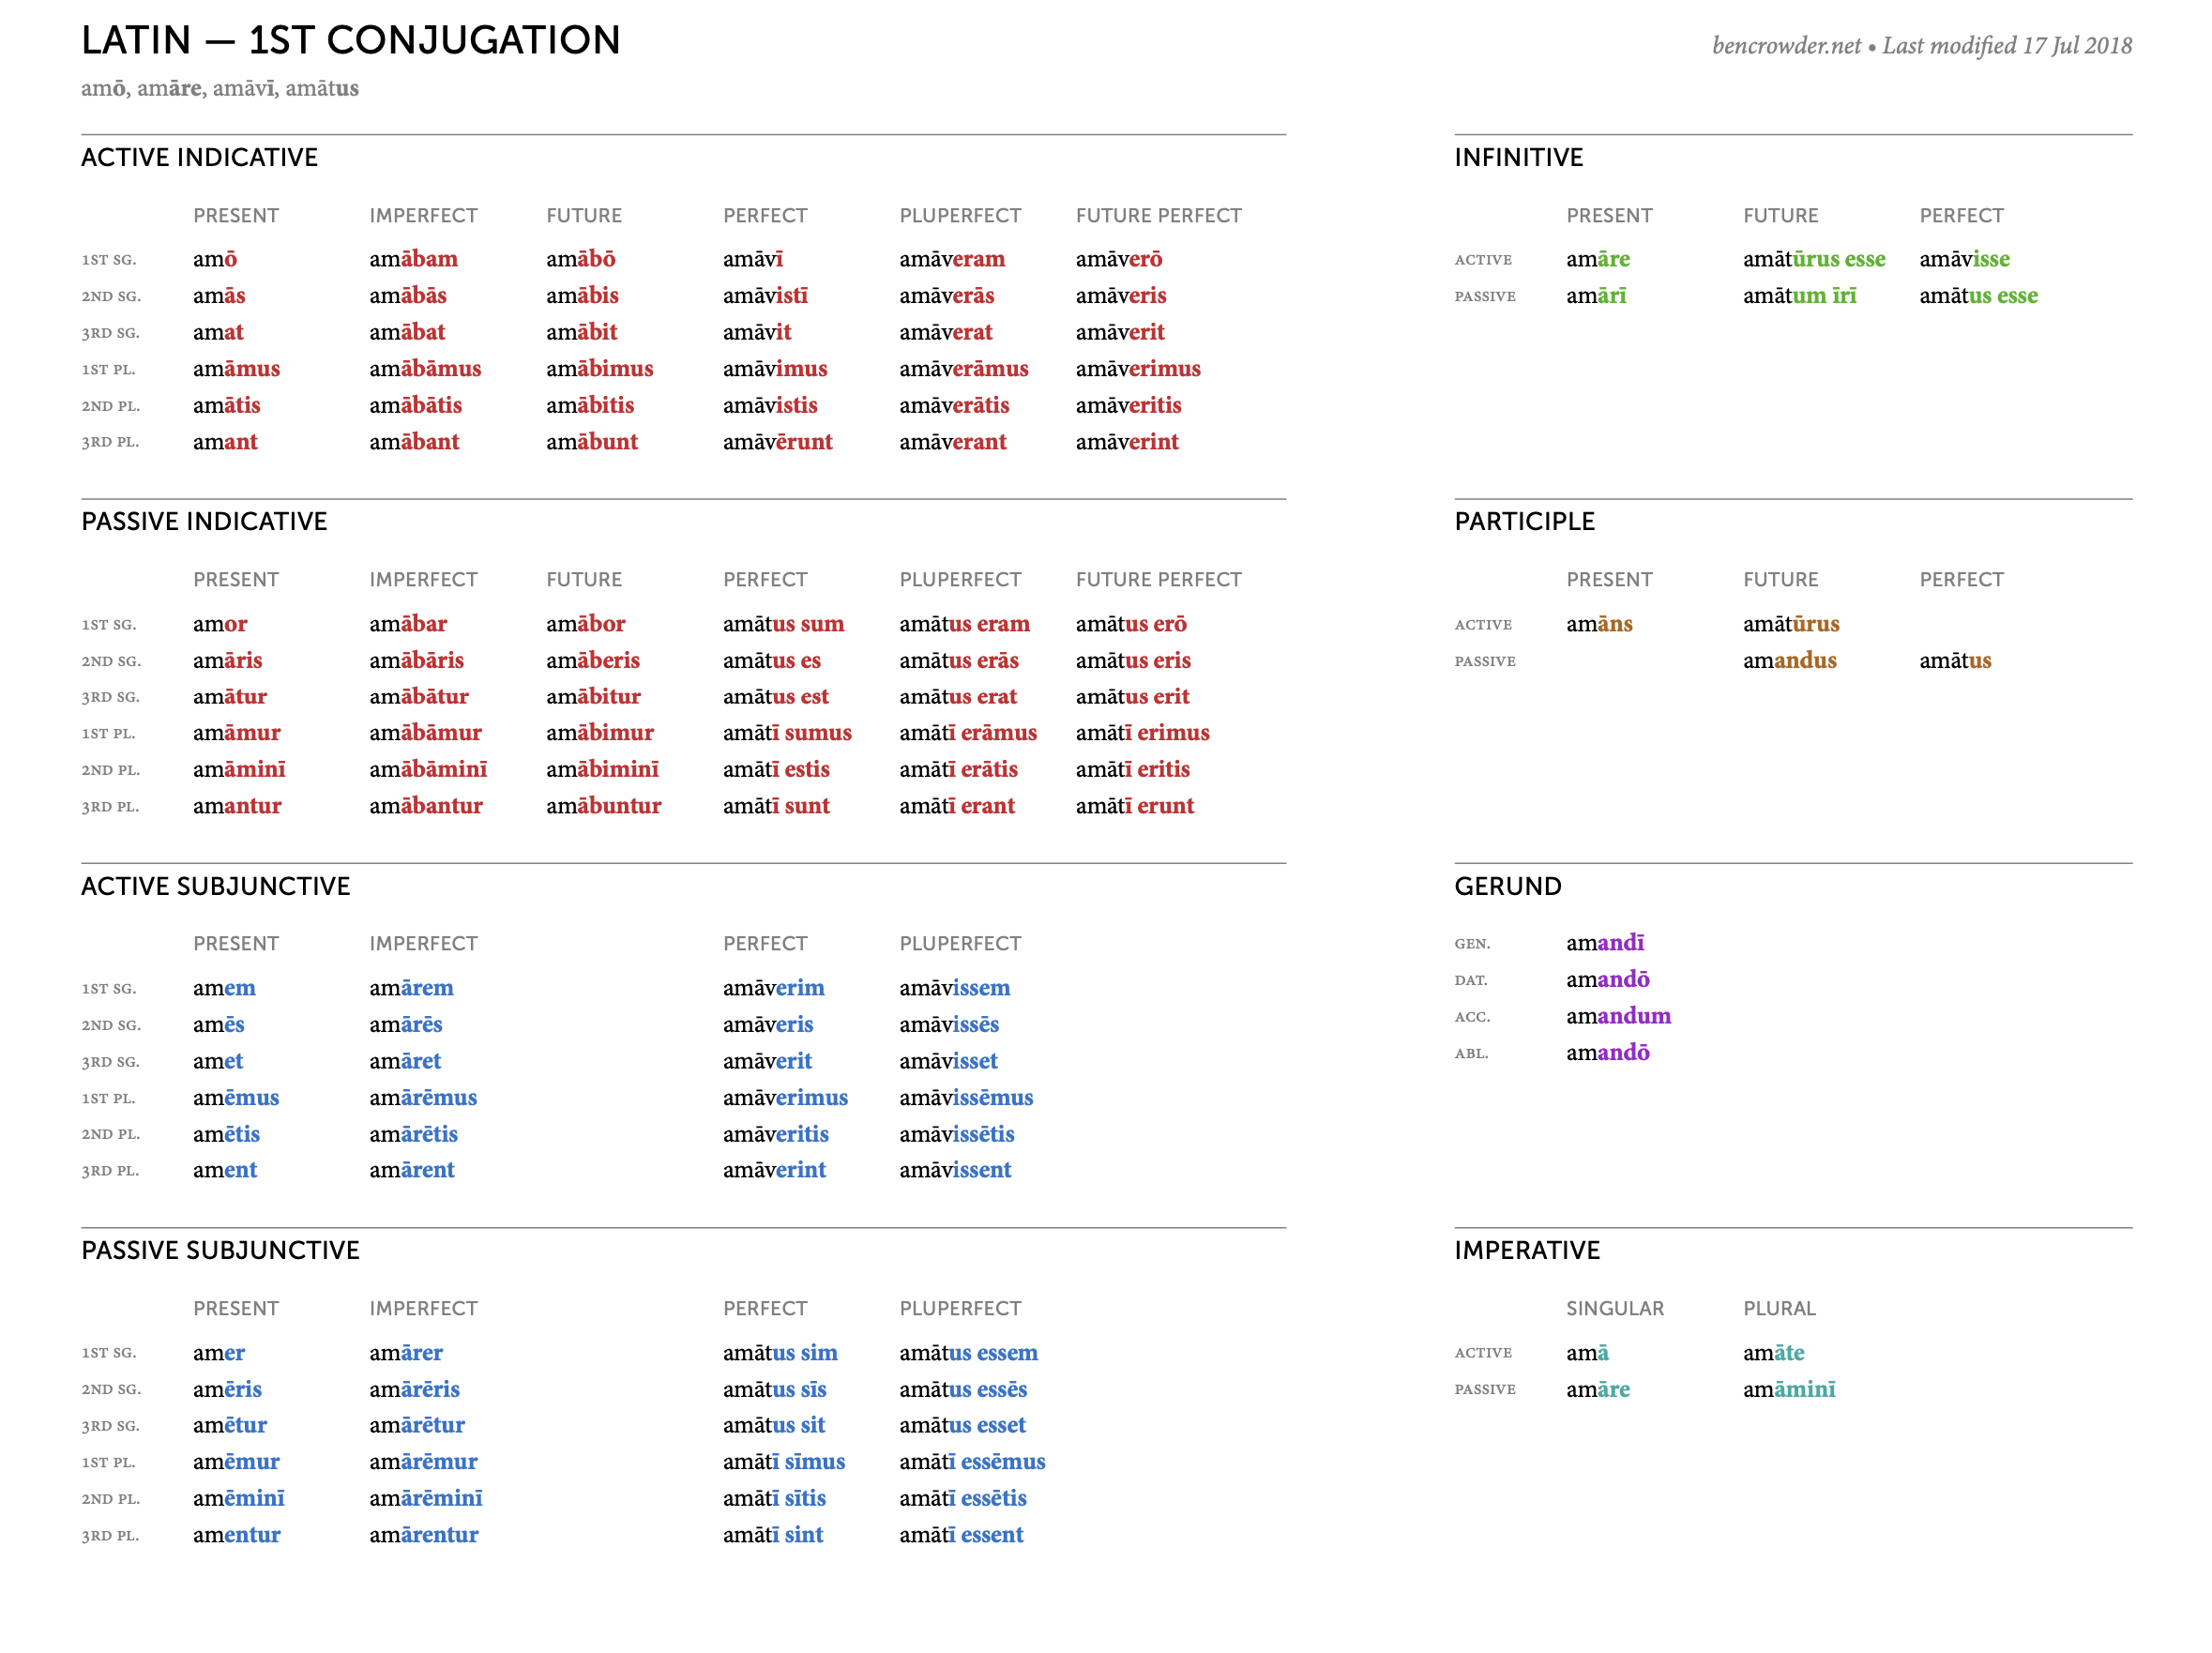 LATIN — 1ST CONJUGATION
bencrowder.net • Last modified 17 Jul 2018
amō, amāre, amāvī, amātus
ACTIVE INDICATIVE
PRESENT IMPERFECT FUTURE PERFECT PLUPERFECT FUTURE PERFECT
1ST SG. amō amābam amābō amāvī amāveram amāverō
2ND SG. amās amābās amābis amāvistī amāverās amāveris
3RD SG. amat amābat amābit amāvit amāverat amāverit
1ST PL. amāmus amābāmus amābimus amāvimus amāverāmus amāverimus
2ND PL. amātis amābātis amābitis amāvistis amāverātis amāveritis
3RD PL. amant amābant amābunt amāvērunt amāverant amāverint
PASSIVE INDICATIVE
PRESENT IMPERFECT FUTURE PERFECT PLUPERFECT FUTURE PERFECT
1ST SG. amor amābar amābor amātus sum amātus eram amātus erō
2ND SG. amāris amābāris amāberis amātus es amātus erās amātus eris
3RD SG. amātur amābātur amābitur amātus est amātus erat amātus erit
1ST PL. amāmur amābāmur amābimur amātī sumus amātī erāmus amātī erimus
2ND PL. amāminī amābāminī amābiminī amātī estis amātī erātis amātī eritis
3RD PL. amantur amābantur amābuntur amātī sunt amātī erant amātī erunt
ACTIVE SUBJUNCTIVE
PRESENT IMPERFECT PERFECT PLUPERFECT
1ST SG. amem amārem amāverim amāvissem
2ND SG. amēs amārēs amāveris amāvissēs
3RD SG. amet amāret amāverit amāvisset
1ST PL. amēmus amārēmus amāverimus amāvissēmus
2ND PL. amētis amārētis amāveritis amāvissētis
3RD PL. ament amārent amāverint amāvissent
PASSIVE SUBJUNCTIVE
PRESENT IMPERFECT PERFECT PLUPERFECT
1ST SG. amer amārer amātus sim amātus essem
2ND SG. amēris amārēris amātus sīs amātus essēs
3RD SG. amētur amārētur amātus sit amātus esset
1ST PL. amēmur amārēmur amātī sīmus amātī essēmus
2ND PL. amēminī amārēminī amātī sītis amātī essētis
3RD PL. amentur amārentur amātī sint amātī essent
INFINITIVE
PRESENT FUTURE PERFECT
ACTIVE amāre amātūrus esse amāvisse
PASSIVE amārī amātum īrī amātus esse
PARTICIPLE
PRESENT FUTURE PERFECT
ACTIVE amāns amātūrus
PASSIVE amandus amātus
GERUND
GEN. amandī
DAT. amandō
ACC. amandum
ABL. amandō
IMPERATIVE
SINGULAR PLURAL
ACTIVE amā amāte
PASSIVE amāre amāminī